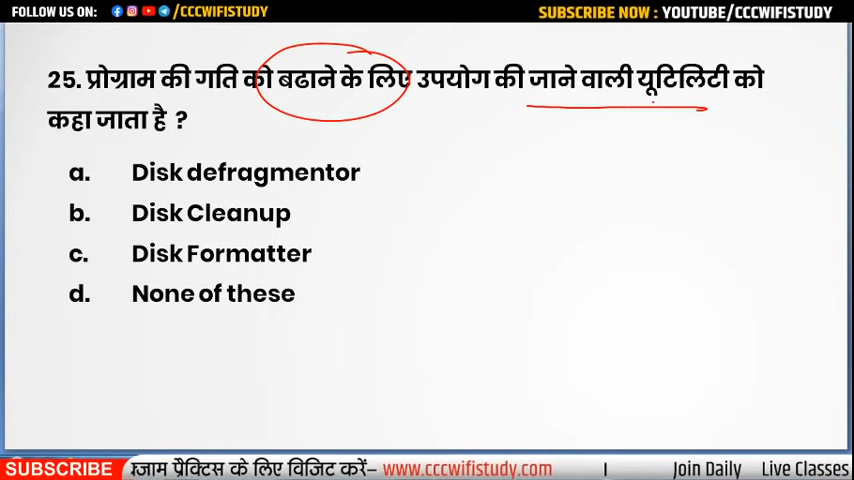 FOLLOW US ON: /CCCWIFISTUDY SUBSCRIBE NOW : YOUTUBE/CCCWIFISTUDY
25. प्रोग्राम की गति को बढाने के लिए उपयोग की जाने वाली यूटिलिटी को
कहा जाता है ?
a. Disk defragmentor
b. Disk Cleanup
c. Disk Formatter
d. None of these
SUBSCRIBE प्रैक्टिस के लिए विजिट करें– www.cccwifistudy.com I Join Daily Live Classes